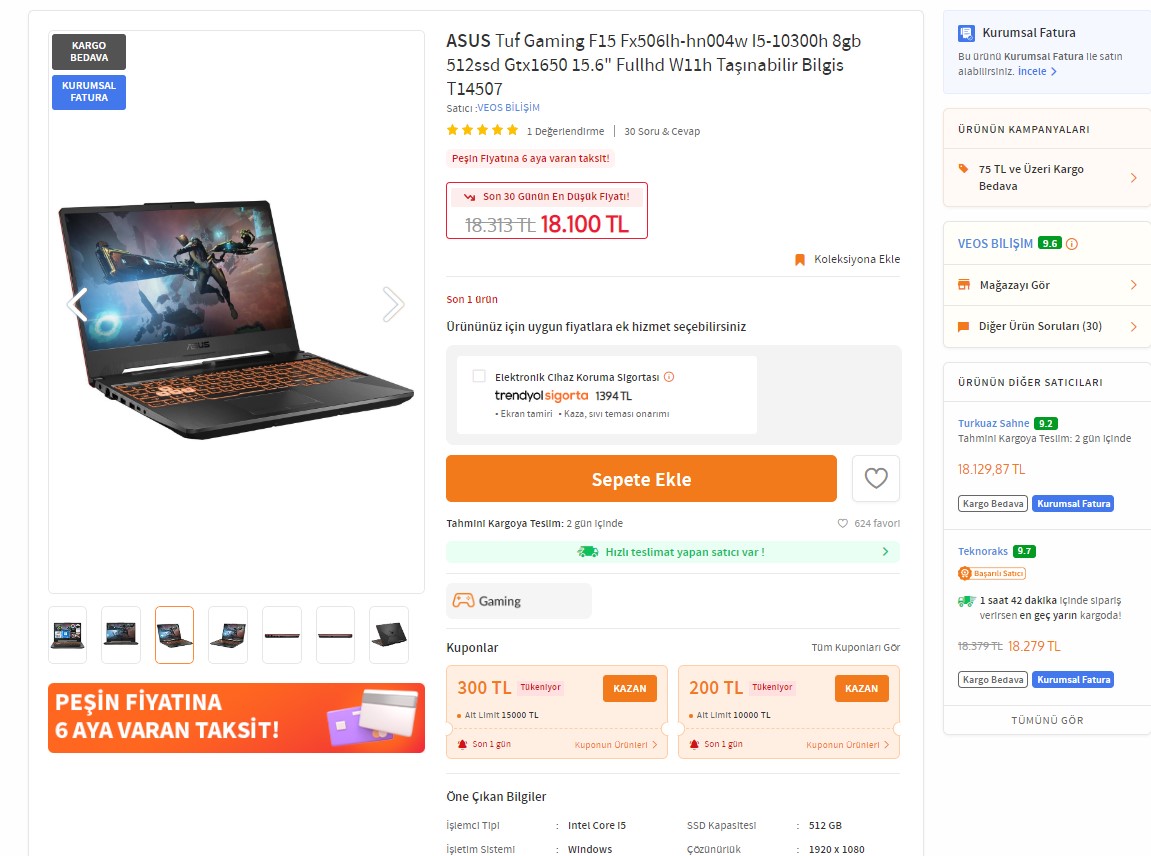 KARGO
BEDAVA
KURUMSAL
FATURA
ASUS
PEŞİN FİYATINA
6 AYA VARAN TAKSİT!
ASUS Tuf Gaming F15 Fx506lh-hn004w I5-10300h 8gb
512ssd Gtx1650 15.6" Fullhd W11h Taşınabilir Bilgis
T14507
Satıcı :VEOS BİLİŞİM
1 Değerlendirme | 30 Soru & Cevap
Peşin Fiyatına 6 aya varan taksit!
Son 30 Günün En Düşük Fiyatı!
18.313 TL 18.100 TL
Koleksiyona Ekle
Son 1 ürün
Ürününüz için uygun fiyatlara ek hizmet seçebilirsiniz
Elektronik Cihaz Koruma Sigortası
trendyol sigorta 1394 TL
• Ekran tamiri • Kaza, sıvı teması onarımı
Sepete Ekle
Tahmini Kargoya Teslim: 2 gün içinde
624 favori
Hızlı teslimat yapan satıcı var !
Gaming
Kuponlar
Tüm Kuponları Gör
300 TL Tükeniyor KAZAN
• Alt Limit 15000 TL
Son 1 gün Kuponun Ürünleri
200 TL Tükeniyor KAZAN
• Alt Limit 10000 TL
Son 1 gün Kuponun Ürünleri
Öne Çıkan Bilgiler
İşlemci Tipi : Intel Core i5
SSD Kapasitesi : 512 GB
İşletim Sistemi : Windows
Çözünürlük : 1920 x 1080
Kurumsal Fatura
Bu ürünü Kurumsal Fatura ile satın
alabilirsiniz. İncele
ÜRÜNÜN KAMPANYALARI
75 TL ve Üzeri Kargo
Bedava
VEOS BİLİŞİM 9.6
Mağazayı Gör
Diğer Ürün Soruları (30)
ÜRÜNÜN DİĞER SATICILARI
Turkuaz Sahne 9.2
Tahmini Kargoya Teslim: 2 gün içinde
18.129,87 TL
Kargo Bedava Kurumsal Fatura
Teknoraks 9.7
Başarılı Satıcı
1 saat 42 dakika içinde sipariş
verirsen en geç yarın kargoda!
18.379 TL 18.279 TL
Kargo Bedava Kurumsal Fatura
TÜMÜNÜ GÖR